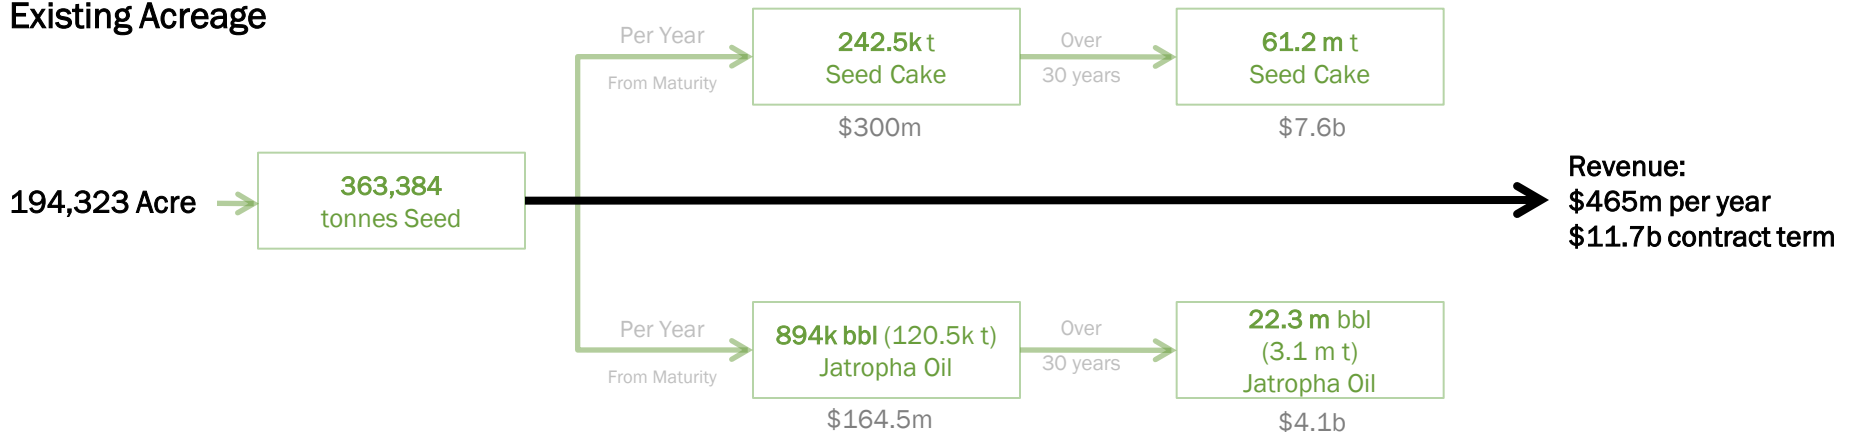 Existing Acreage
194,323 Acre
363,384
tonnes Seed
Per Year
From Maturity
242.5k t
Seed Cake
$300m
Over
30 years
61.2 m t
Seed Cake
$7.6b
Per Year
From Maturity
894k bbl (120.5k t)
Jatropha Oil
$164.5m
Over
30 years
22.3 m bbl
(3.1 m t)
Jatropha Oil
$4.1b
Revenue:
$465m per year
$11.7b contract term